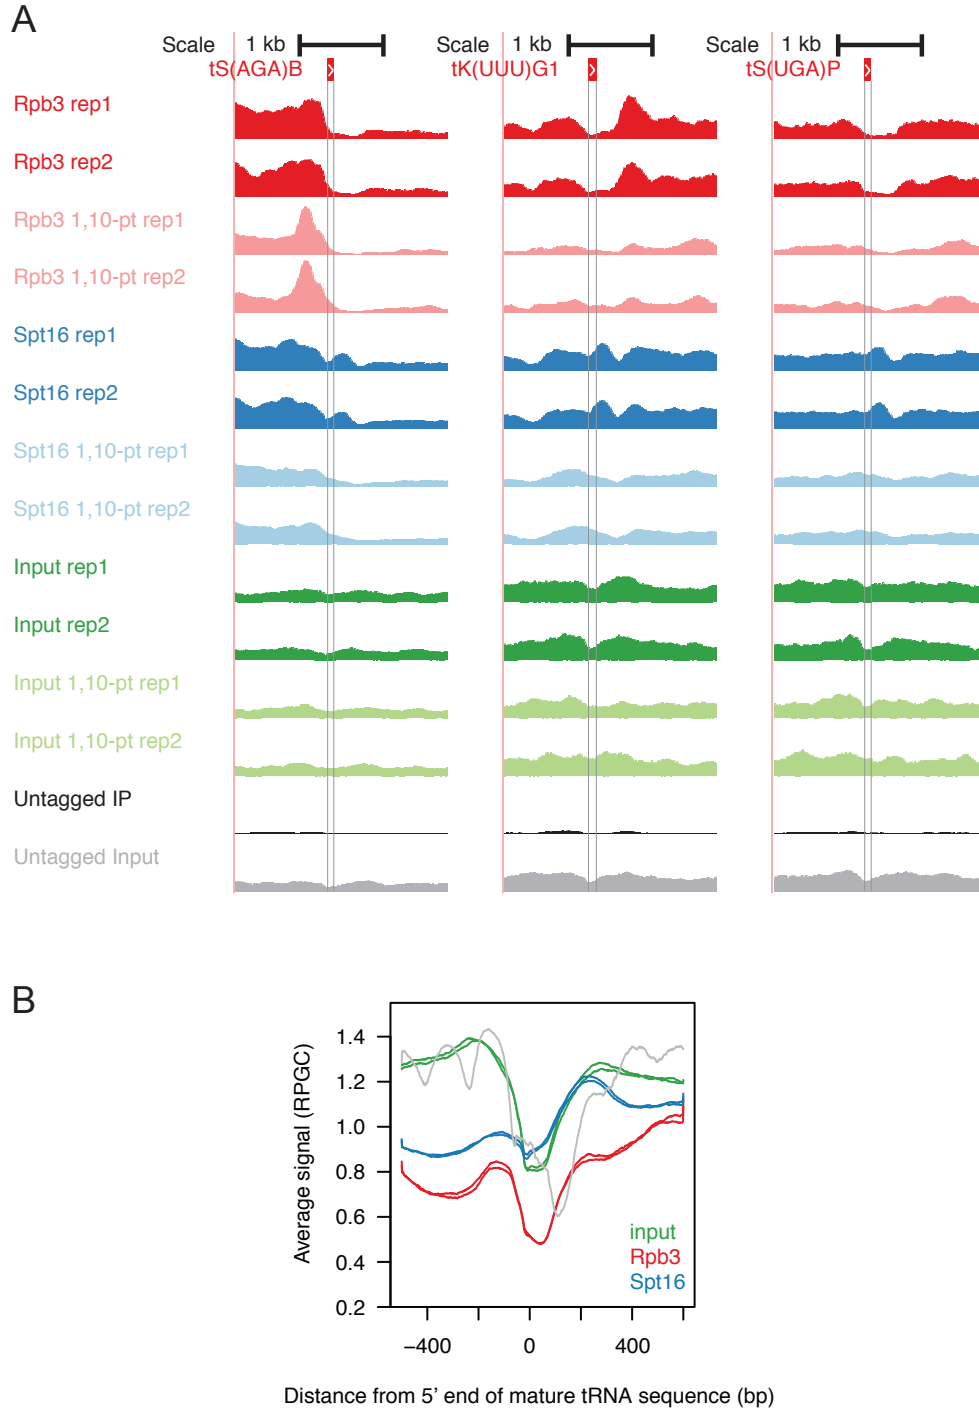 A
Scale 1 kb Scale 1 kb Scale 1 kb
tS(AGA)B tK(UUU)G1 tS(UGA)P
Rpb3 rep1
Rpb3 rep2
Rpb3 1,10-pt rep1
Rpb3 1,10-pt rep2
Spt16 rep1
Spt16 rep2
Spt16 1,10-pt rep1
Spt16 1,10-pt rep2
Input rep1
Input rep2
Input 1,10-pt rep1
Input 1,10-pt rep2
Untagged IP
Untagged Input
B
Average signal (RPGC)
1.4
1.2
1.0
0.8
0.6
0.4
0.2
input
Rpb3
Spt16
−400 0 400
Distance from 5' end of mature tRNA sequence (bp)